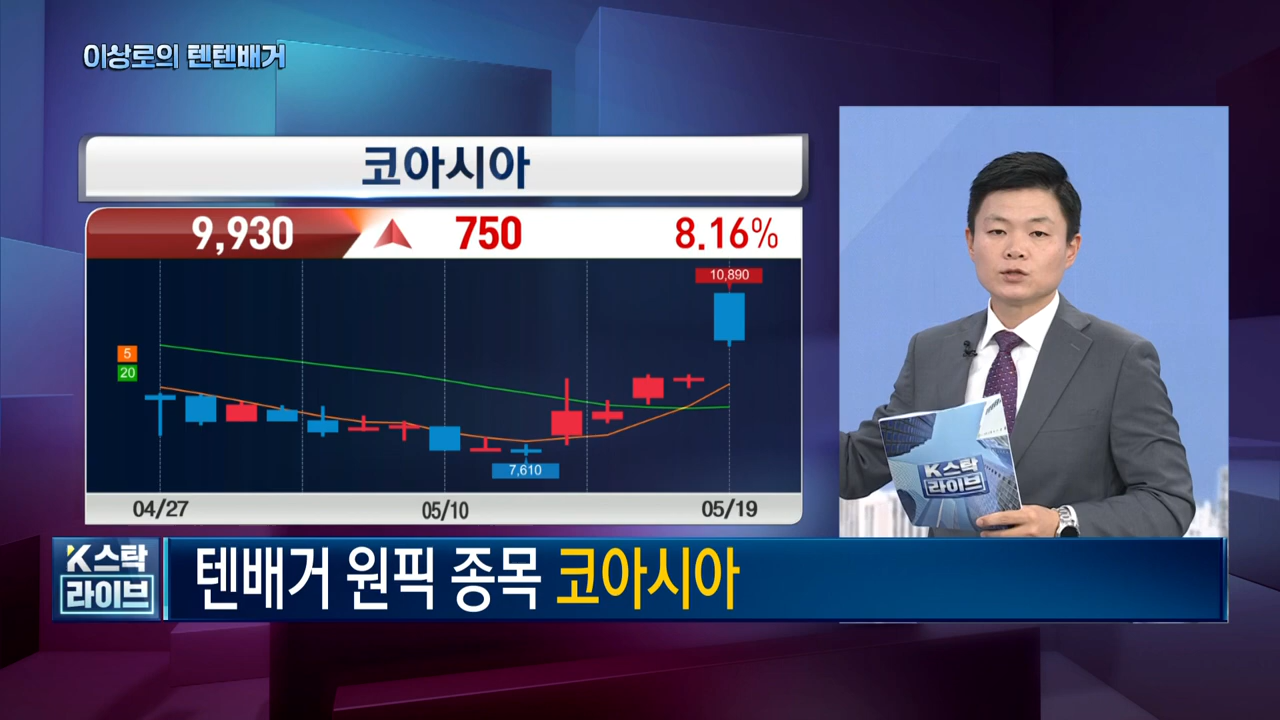 이상로의 텐텐배거
코아시아
9,930 ▲ 750 8.16%
10,890
5
20
7,610
04/27 05/10 05/19
K스탁
라이브
K스탁
라이브
텐배거 원픽 종목 코아시아